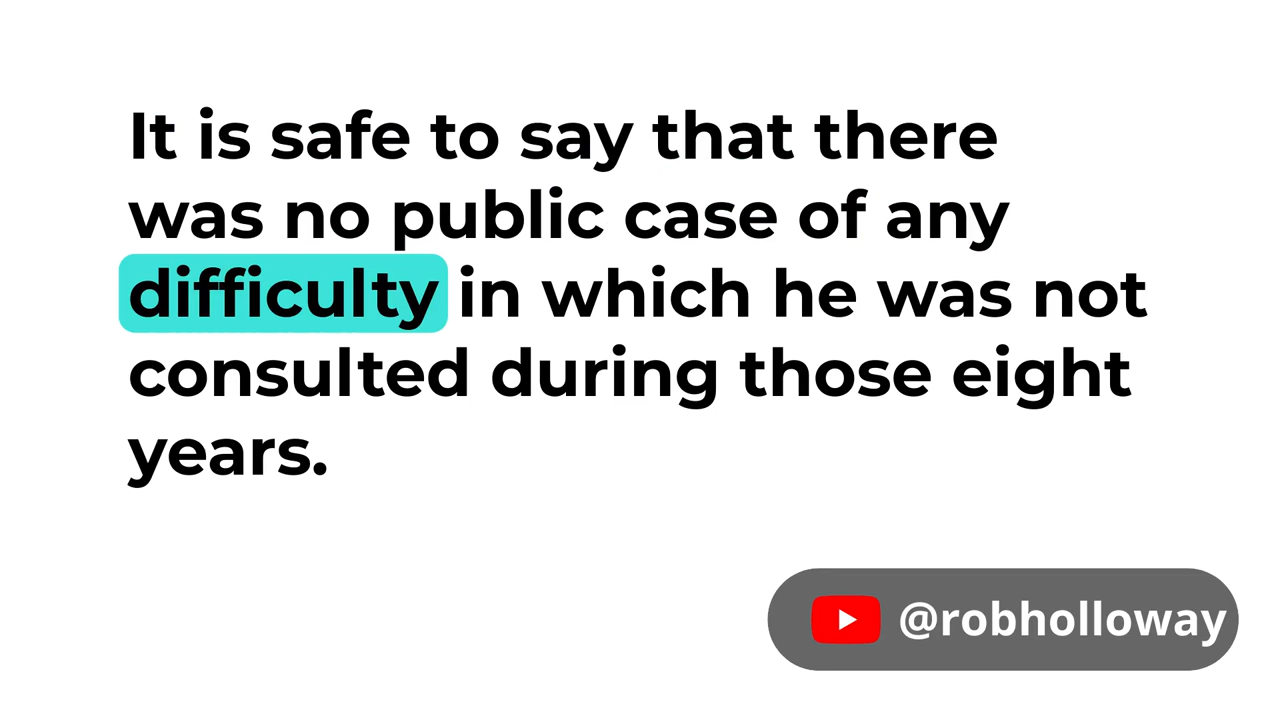 It is safe to say that there
was no public case of any
difficulty in which he was not
consulted during those eight
years.
@robholloway